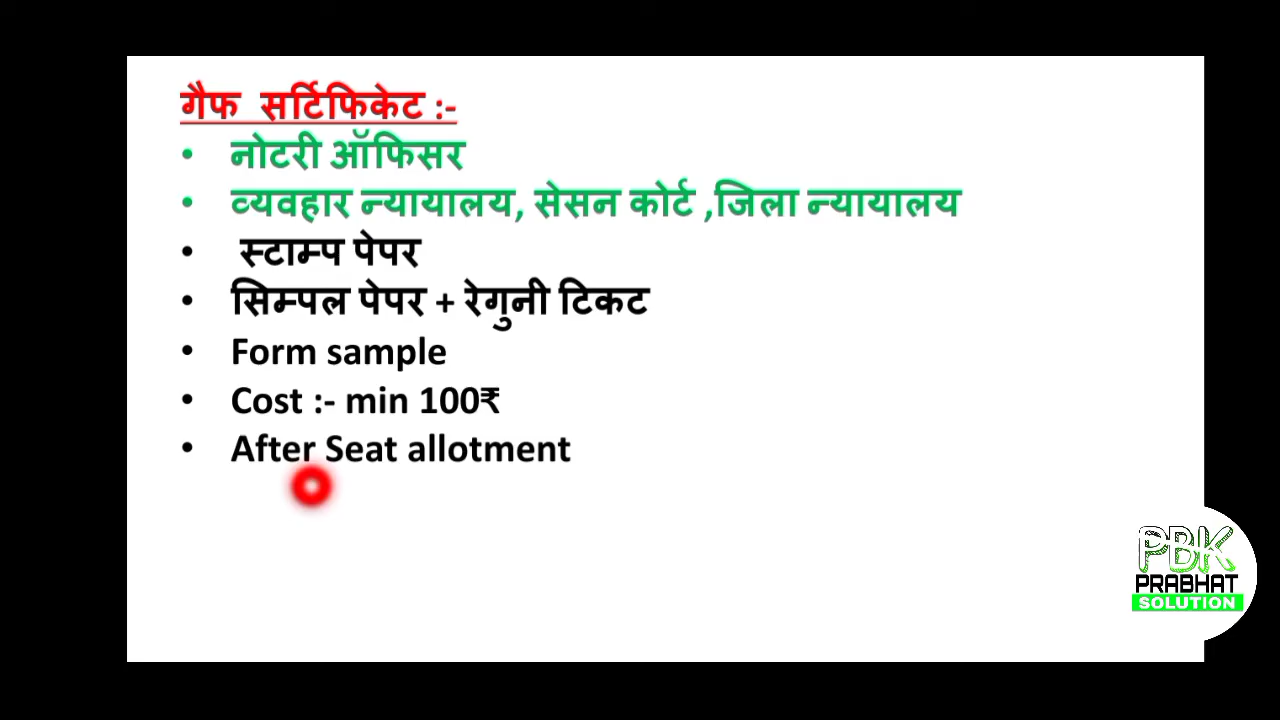 गैफ सर्टिफिकेट :-
• नोटरी ऑफिसर
• व्यवहार न्यायालय, सेसन कोर्ट ,जिला न्यायालय
• स्टाम्प पेपर
• सिम्पल पेपर + रेगुनी टिकट
• Form sample
• Cost :- min 100₹
• After Seat allotment
PBK
PRABHAT
SOLUTION